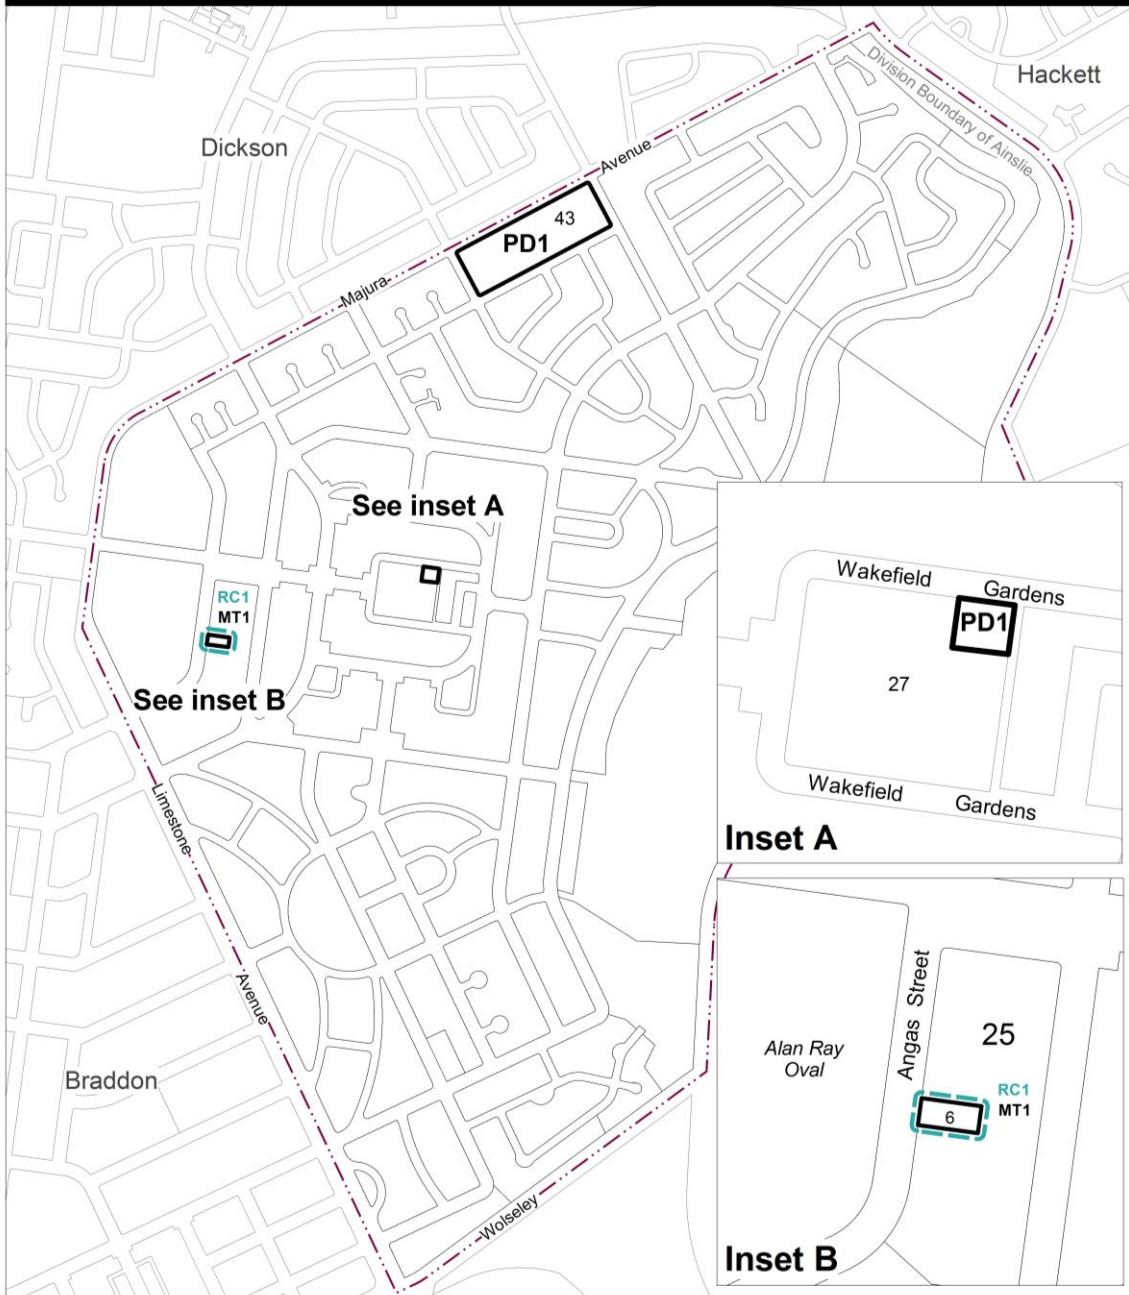 Hackett
Division Boundary of Ainslie
Dickson
Avenue
43
PD1
Majura
See inset A
RC1
MT1
See inset B
Wakefield
Gardens
PD1
27
Wakefield
Gardens
Inset A
Limestone
Avenue
Braddon
Wolseley
Angas Street
25
Alan Ray
Oval
RC1
MT1
6
Inset B